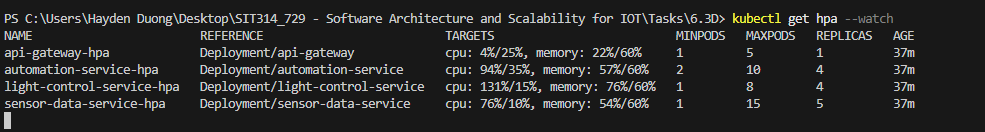 PS C:\Users\Hayden Duong\Desktop\SIT314_729 - Software Architecture and Scalability for IOT\Tasks\6.3D> kubectl get hpa --watch
NAME REFERENCE TARGETS MINPODS MAXPODS REPLICAS AGE
api-gateway-hpa Deployment/api-gateway cpu: 4%/25%, memory: 22%/60% 1 5 1 37m
automation-service-hpa Deployment/automation-service cpu: 94%/35%, memory: 57%/60% 2 10 4 37m
light-control-service-hpa Deployment/light-control-service cpu: 131%/15%, memory: 76%/60% 1 8 4 37m
sensor-data-service-hpa Deployment/sensor-data-service cpu: 76%/10%, memory: 54%/60% 1 15 5 37m